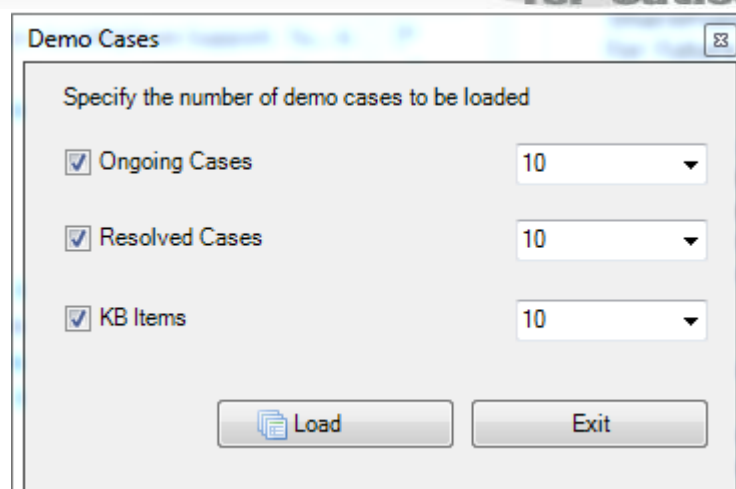 Demo Cases
Specify the number of demo cases to be loaded
Ongoing Cases 10
Resolved Cases 10
KB Items 10
Load Exit